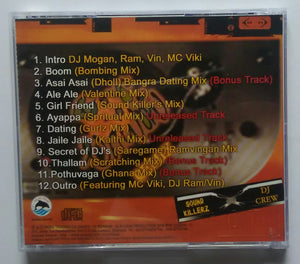 1. Intro DJ Mogan, Ram, Vin, MC Viki
2. Boom (Bombing Mix)
3. Asai Asai (Dholl) Bangra Dating Mix (Bonus Track)
4. Ale Ale (Valentine Mix)
5. Girl Friend (Sound Killer's Mix)
6. Ayappa (Spritual Mix) Unreleased Track
7. Dating (Gurlz Mix)
8. Jaile Jaile (Kaithi Mix) Unreleased Track
9. Secret of DJ's (Saregame) Ramvingan Mix
10.Thallam (Scratching Mix) (Bonus Track)
11.Pothuvaga (Ghana Mix) (Bonus Track)
12.Outro (Featuring MC Viki, DJ Ram/Vin)
SOUND
KILLERZ
DJ
CREW